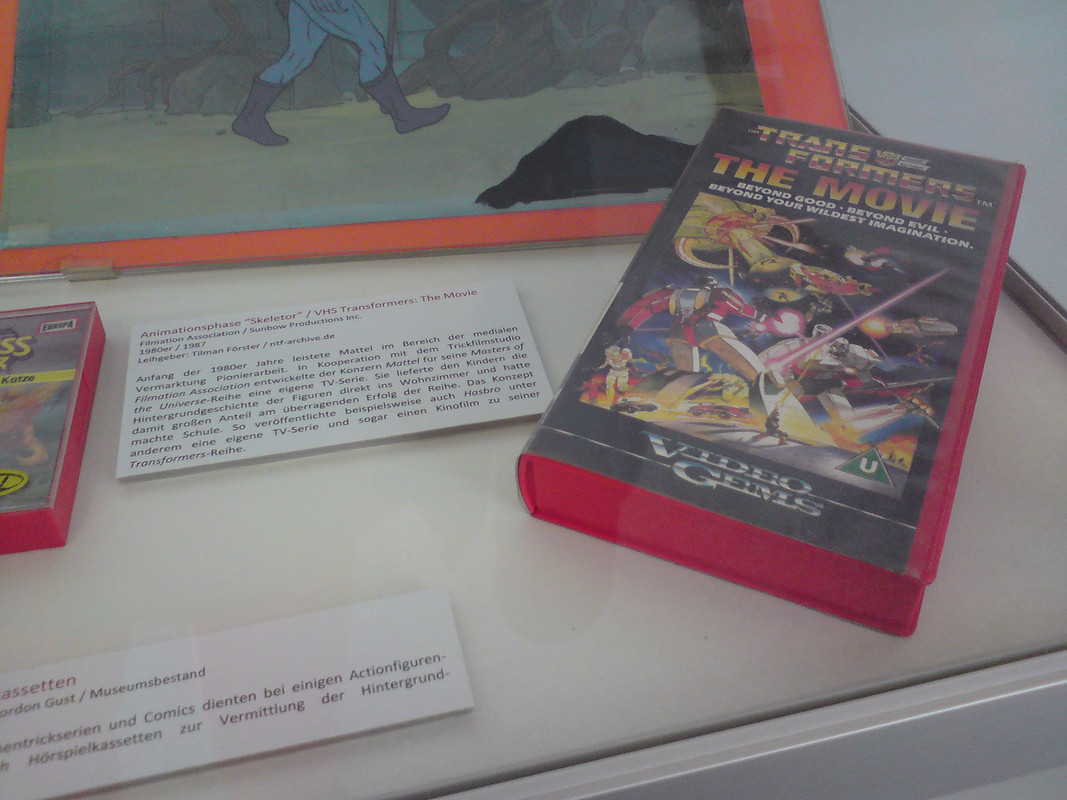 TRANS
FORMERS
THE MOVIE™
BEYOND GOOD · BEYOND EVIL ·
BEYOND YOUR WILDEST IMAGINATION.
VIDEO
GEMS
U
Animationsphase "Skeletor" / VHS Transformers: The Movie
Filmation Association / Sunbow Productions Inc.
1980er / 1987
Leihgeber: Tilman Förster / ntf-archive.de
Anfang der 1980er Jahre leistete Mattel im Bereich der medialen
Vermarktung Pionierarbeit. In Kooperation mit dem Trickfilmstudio
Filmation Association entwickelte der Konzern Mattel für seine Masters of
the Universe-Reihe eine eigene TV-Serie. Sie lieferte den Kindern die
Hintergrundgeschichte der Figuren direkt ins Wohnzimmer und hatte
damit großen Anteil am überragenden Erfolg der Reihe. Das Konzept
machte Schule. So veröffentlichte beispielsweise auch Hasbro unter
anderem eine eigene TV-Serie und sogar einen Kinofilm zu seiner
Transformers-Reihe.
EUROPA
SS
Katze
assetten
ordon Gust / Museumsbestand
nentrickserien und Comics dienten bei einigen Actionfiguren-
h Hörspielkassetten zur Vermittlung der Hintergrund-